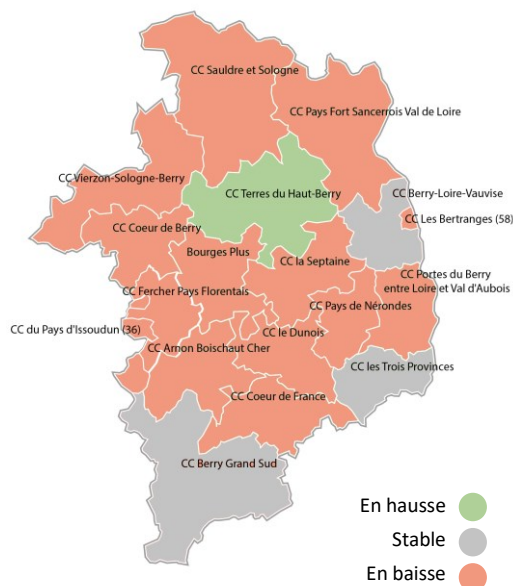 CC Sauldre et Sologne
CC Pays Fort Sancerrois Val de Loire
CC Vierzon-Sologne-Berry
CC Terres du Haut-Berry
CC Berry-Loire-Vauvise
CC Les Bertranges (58)
CC Coeur de Berry
Bourges Plus
CC la Septaine
CC Portes du Berry
entre Loire et Val d'Aubois
CC Fercher Pays Florentais
CC Pays de Nérondes
CC du Pays d'Issoudun (36)
CC le Dunois
CC Arnon Boischaut Cher
CC les Trois Provinces
CC Coeur de France
CC Berry Grand Sud
En hausse
Stable
En baisse